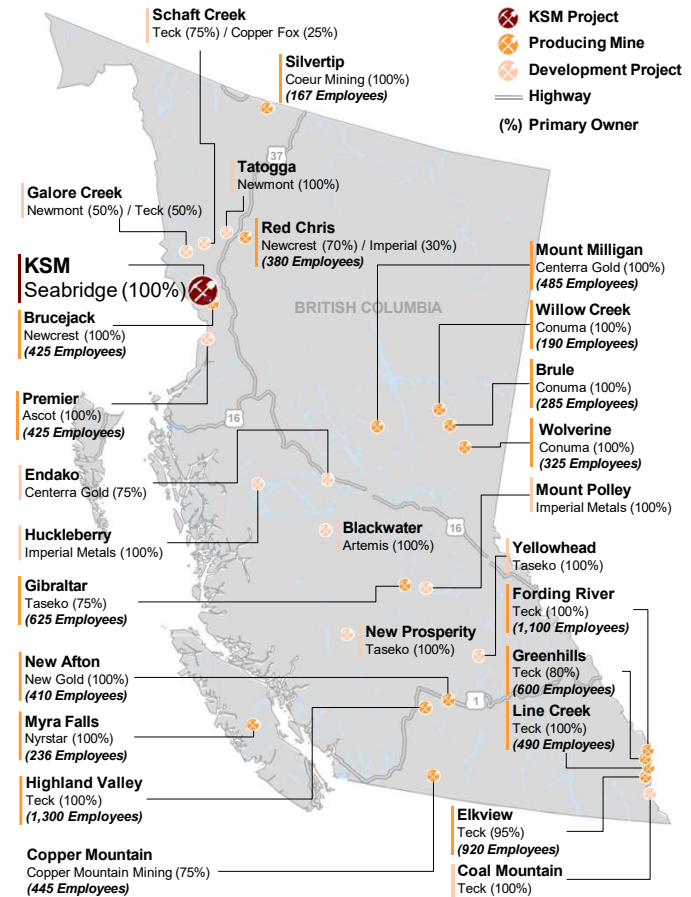 Schaft Creek
Teck (75%) / Copper Fox (25%)
KSM Project
Producing Mine
Development Project
Highway
(%) Primary Owner
Silvertip
Coeur Mining (100%)
(167 Employees)
37
Tatogga
Newmont (100%)
Galore Creek
Newmont (50%) / Teck (50%)
Red Chris
Newcrest (70%) / Imperial (30%)
(380 Employees)
KSM
Seabridge (100%)
Mount Milligan
Centerra Gold (100%)
(485 Employees)
BRITISH COLUMBIA
Brucejack
Newcrest (100%)
(425 Employees)
Willow Creek
Conuma (100%)
(190 Employees)
Brule
Conuma (100%)
(285 Employees)
Premier
Ascot (100%)
(425 Employees)
16
Wolverine
Conuma (100%)
(325 Employees)
Endako
Centerra Gold (75%)
Mount Polley
Imperial Metals (100%)
Huckleberry
Imperial Metals (100%)
Blackwater
Artemis (100%)
16
Yellowhead
Taseko (100%)
Gibraltar
Taseko (75%)
(625 Employees)
Fording River
Teck (100%)
(1,100 Employees)
New Prosperity
Taseko (100%)
Greenhills
Teck (80%)
(600 Employees)
New Afton
New Gold (100%)
(410 Employees)
1
Line Creek
Teck (100%)
(490 Employees)
Myra Falls
Nyrstar (100%)
(236 Employees)
Highland Valley
Teck (100%)
(1,300 Employees)
Elkview
Teck (95%)
(920 Employees)
Copper Mountain
Copper Mountain Mining (75%)
(445 Employees)
Coal Mountain
Teck (100%)